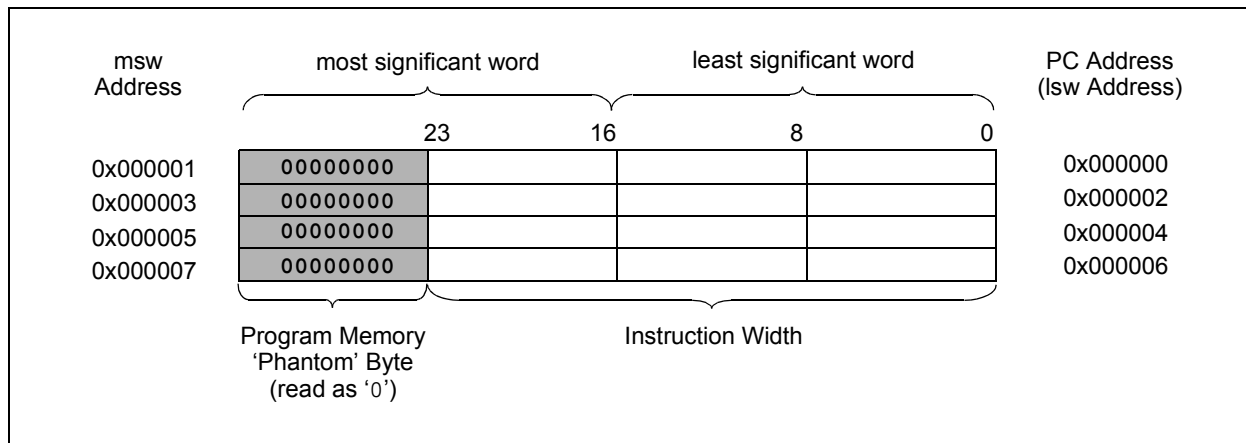 msw
Address
most significant word
least significant word
PC Address
(lsw Address)
23 16 8 0
0x000001 00000000 0x000000
0x000003 00000000 0x000002
0x000005 00000000 0x000004
0x000007 00000000 0x000006
Program Memory
‘Phantom’ Byte
(read as ‘0’)
Instruction Width